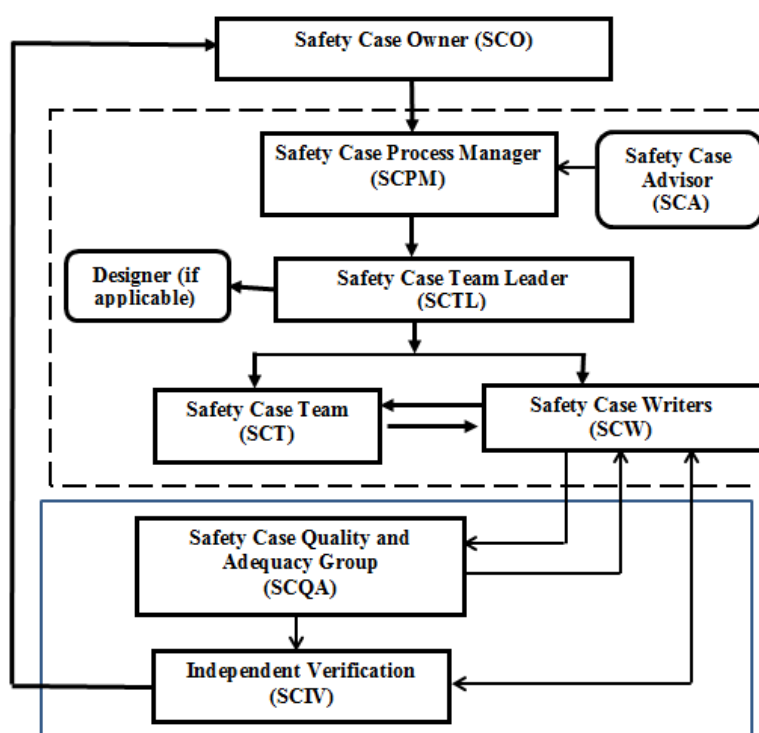 Safety Case Owner (SCO)
Safety Case Process Manager
(SCPM)
Safety Case
Advisor
(SCA)
Designer (if
applicable)
Safety Case Team Leader
(SCTL)
Safety Case Team
(SCT)
Safety Case Writers
(SCW)
Safety Case Quality and
Adequacy Group
(SCQA)
Independent Verification
(SCIV)